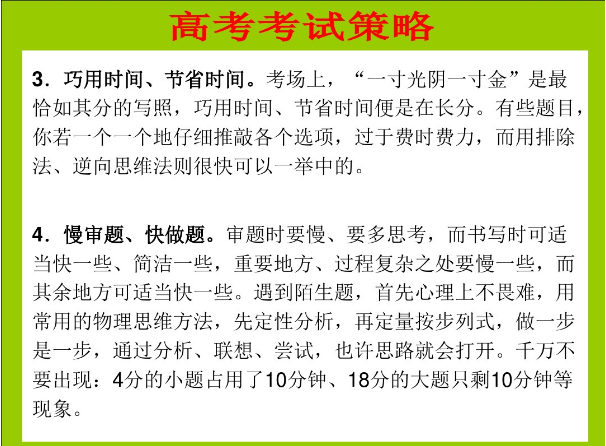 高考考试策略
3．巧用时间、节省时间。考场上，“一寸光阴一寸金”是最
恰如其分的写照，巧用时间、节省时间便是在长分。有些题目，
你若一个一个地仔细推敲各个选项，过于费时费力，而用排除
法、逆向思维法则很快可以一举中的。
4．慢审题、快做题。审题时要慢、要多思考，而书写时可适
当快一些、简洁一些，重要地方、过程复杂之处要慢一些，而
其余地方可适当快一些。遇到陌生题，首先心理上不畏难，用
常用的物理思维方法，先定性分析，再定量按步列式，做一步
是一步，通过分析、联想、尝试，也许思路就会打开。千万不
要出现：4分的小题占用了10分钟、18分的大题只剩10分钟等
现象。